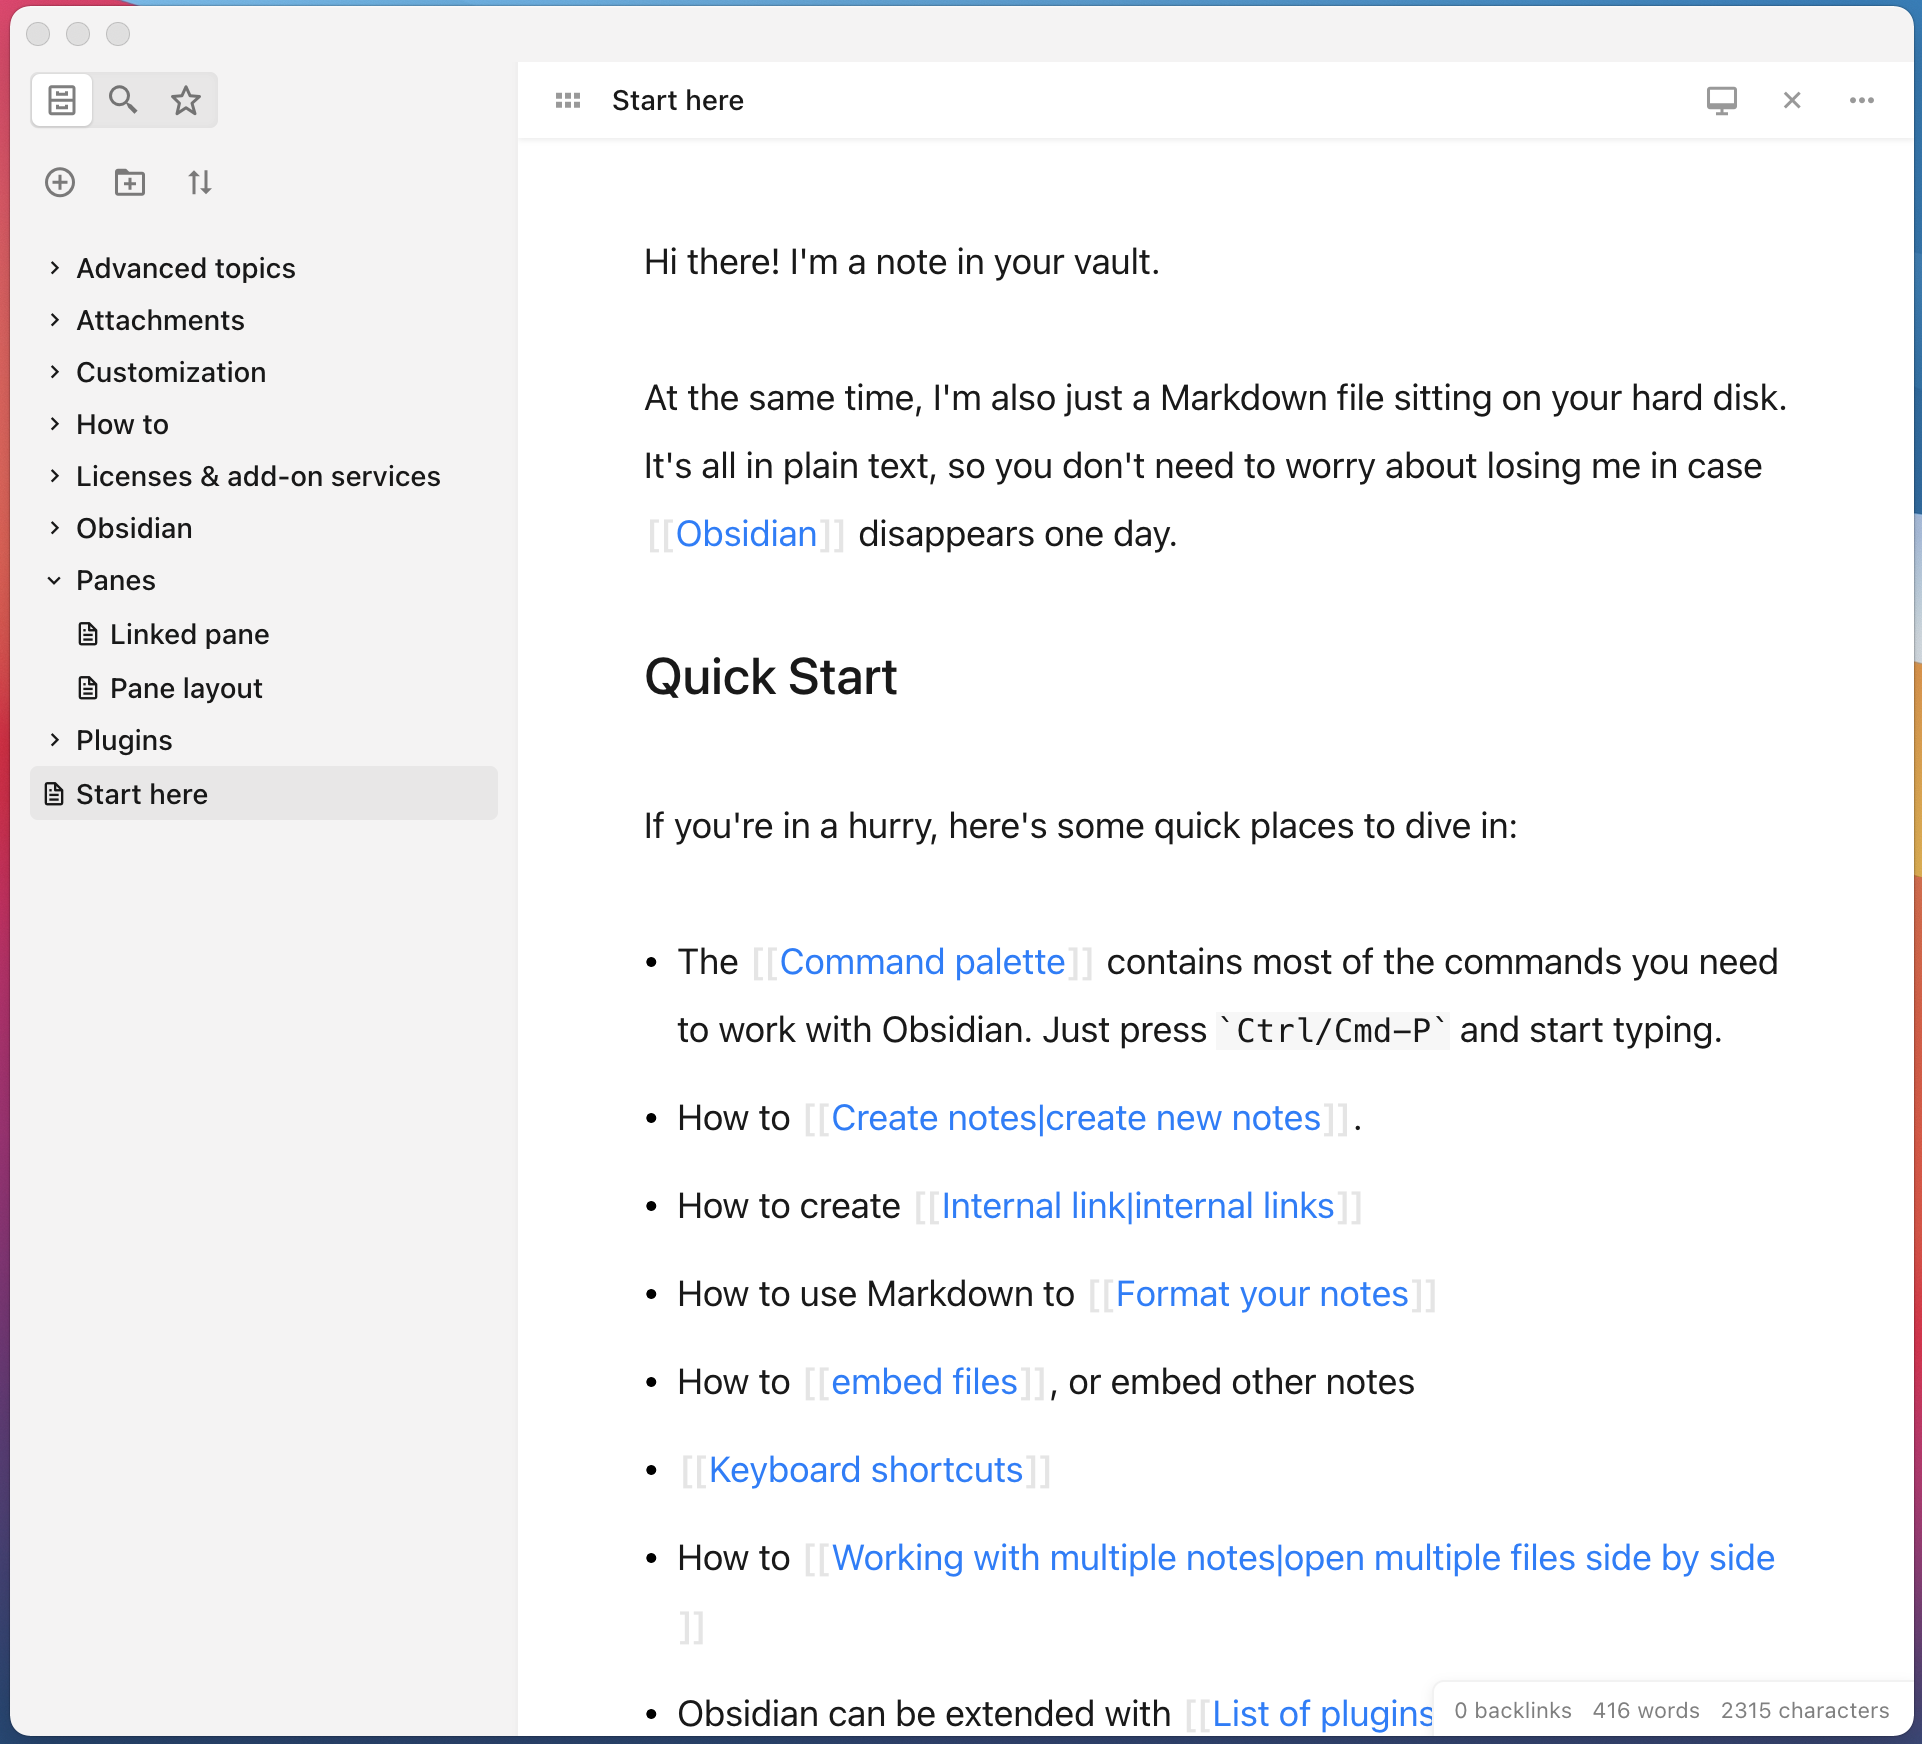 Start here
Advanced topics
Attachments
Customization
How to
Licenses & add-on services
Obsidian
Panes
Linked pane
Pane layout
Plugins
Start here
Hi there! I'm a note in your vault.
At the same time, I'm also just a Markdown file sitting on your hard disk.
It's all in plain text, so you don't need to worry about losing me in case
[[Obsidian]] disappears one day.
Quick Start
If you're in a hurry, here's some quick places to dive in:
• The [[Command palette]] contains most of the commands you need
to work with Obsidian. Just press `Ctrl/Cmd-P` and start typing.
• How to [[Create notes|create new notes]].
• How to create [[Internal link|internal links]]
• How to use Markdown to [[Format your notes]]
• How to [[embed files]], or embed other notes
• [[Keyboard shortcuts]]
• How to [[Working with multiple notes|open multiple files side by side
]]
• Obsidian can be extended with [[List of plugins
0 backlinks 416 words 2315 characters